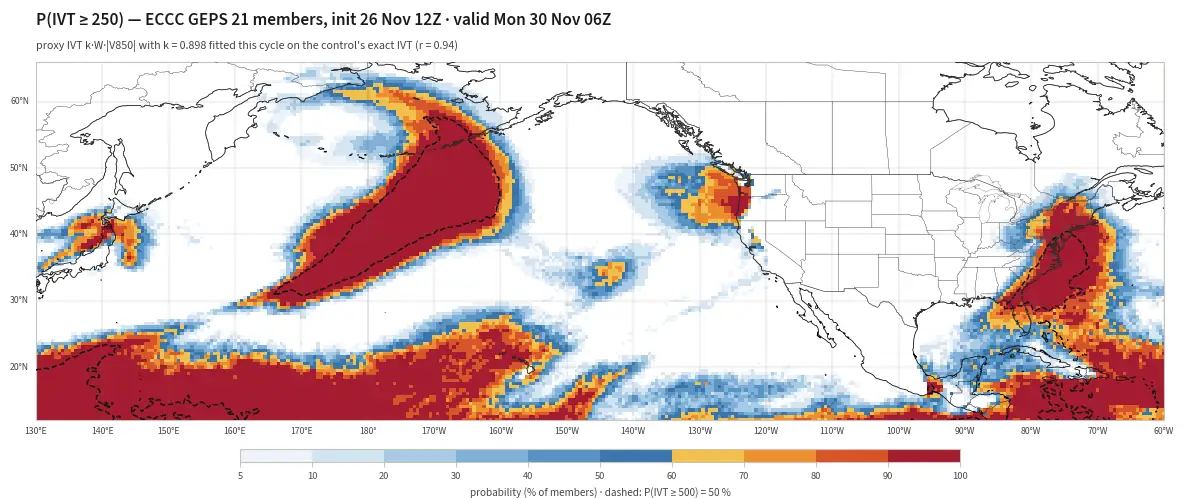 P(IVT ≥ 250) — ECCC GEPS 21 members, init 26 Nov 12Z · valid Mon 30 Nov 06Z
proxy IVT k·W·|V850| with k = 0.898 fitted this cycle on the control's exact IVT (r = 0.94)
60°N
50°N
40°N
30°N
20°N
130°E 140°E 150°E 160°E 170°E 180° 170°W 160°W 150°W 140°W 130°W 120°W 110°W 100°W 90°W 80°W 70°W 60°W
5 10 20 30 40 50 60 70 80 90 100
probability (% of members) · dashed: P(IVT ≥ 500) = 50 %